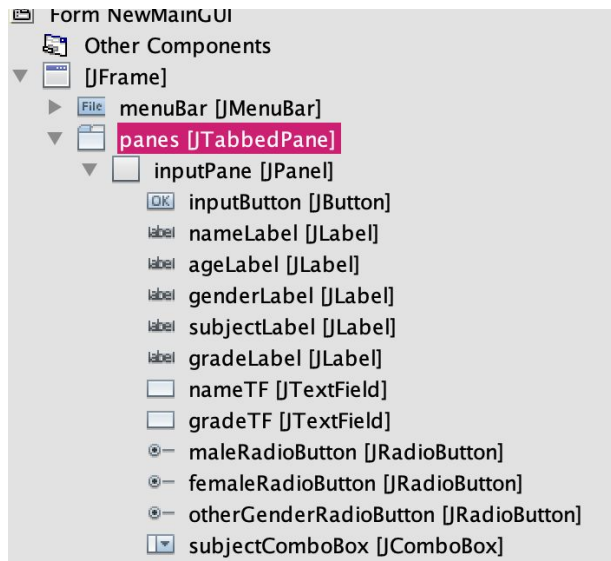 Form NewMainGUI
Other Components
[JFrame]
File menuBar [JMenuBar]
panes [JTabbedPane]
inputPane [JPanel]
OK inputButton [JButton]
label nameLabel [JLabel]
label ageLabel [JLabel]
label genderLabel [JLabel]
label subjectLabel [JLabel]
label gradeLabel [JLabel]
nameTF [JTextField]
gradeTF [JTextField]
maleRadioButton [JRadioButton]
femaleRadioButton [JRadioButton]
otherGenderRadioButton [JRadioButton]
subjectComboBox [JComboBox]